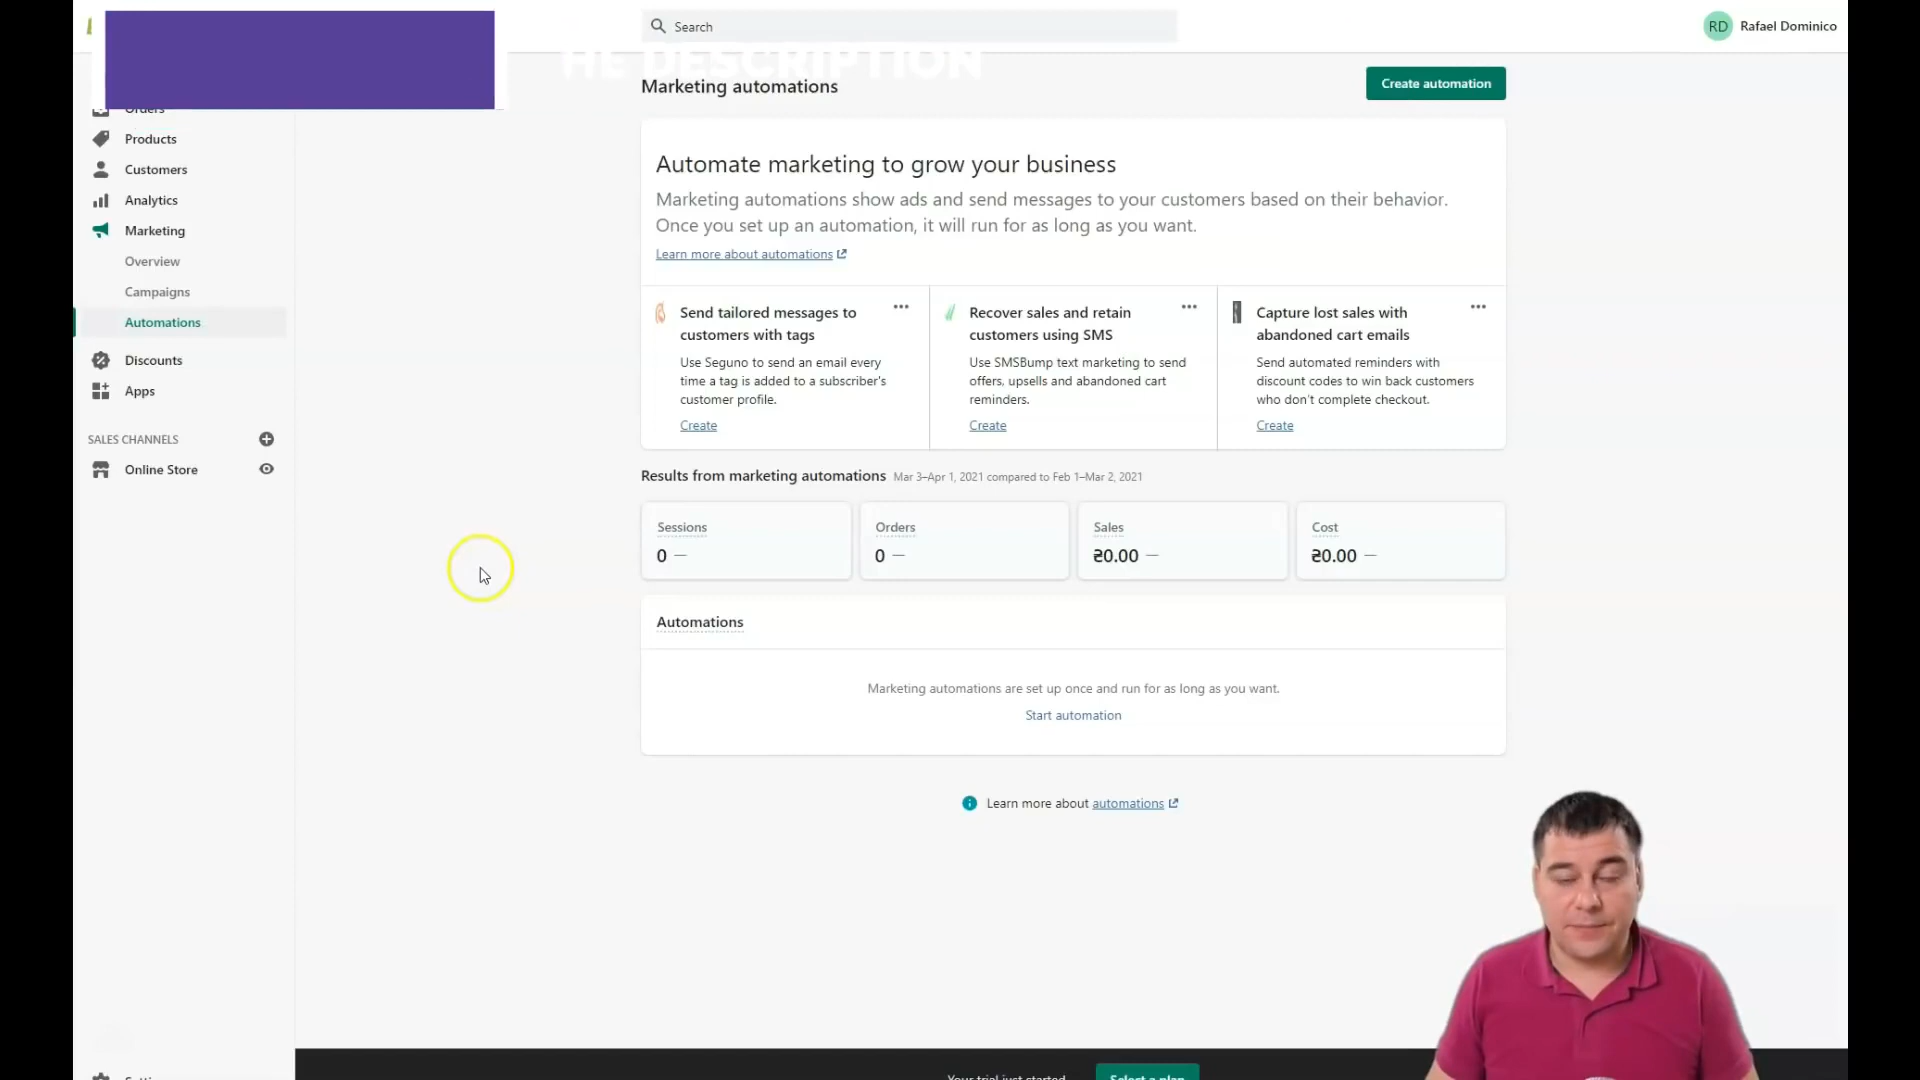 Search
RD Rafael Dominico
HE DESCRIPTION
Marketing automations
Create automation
Orders
Products
Customers
Analytics
Marketing
Overview
Campaigns
Automations
Discounts
Apps
SALES CHANNELS
Online Store
Automate marketing to grow your business
Marketing automations show ads and send messages to your customers based on their behavior.
Once you set up an automation, it will run for as long as you want.
Learn more about automations
Send tailored messages to
customers with tags
Use Seguno to send an email every
time a tag is added to a subscriber's
customer profile.
Create
Recover sales and retain
customers using SMS
Use SMSBump text marketing to send
offers, upsells and abandoned cart
reminders.
Create
Capture lost sales with
abandoned cart emails
Send automated reminders with
discount codes to win back customers
who don't complete checkout.
Create
Results from marketing automations Mar 3–Apr 1, 2021 compared to Feb 1–Mar 2, 2021
Sessions
0 —
Orders
0 —
Sales
₴0.00 —
Cost
₴0.00 —
Automations
Marketing automations are set up once and run for as long as you want.
Start automation
Learn more about automations
Your trial just started
Select a plan